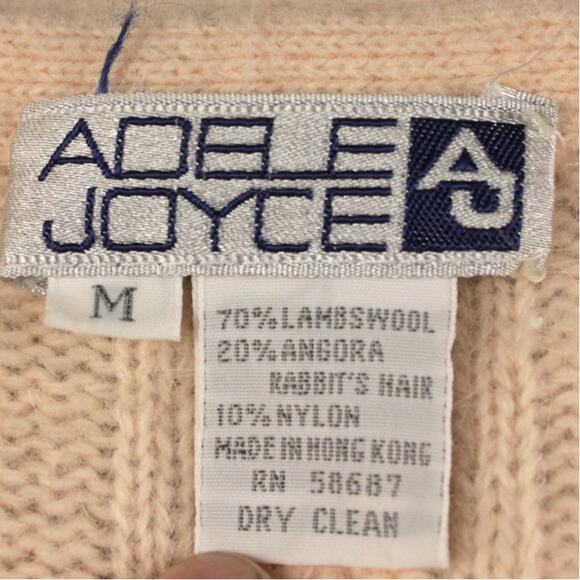 ADELE
JOYCE
AJ
M
70% LAMBSWOOL
20% ANGORA
RABBIT'S HAIR
10% NYLON
MADE IN HONG KONG
RN 58687
DRY CLEAN